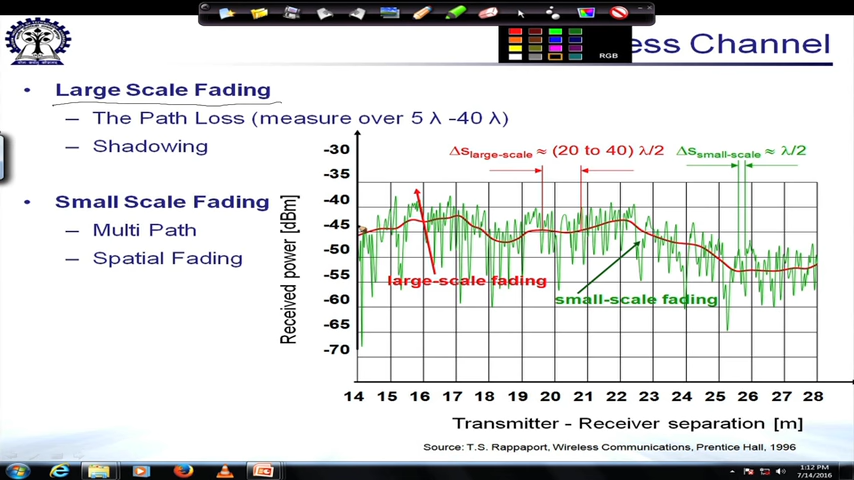 ess Channel
RGB
• Large Scale Fading
– The Path Loss (measure over 5 λ -40 λ)
– Shadowing
• Small Scale Fading
– Multi Path
– Spatial Fading
Δs large-scale ≈ (20 to 40) λ/2
Δs small-scale ≈ λ/2
Received power [dBm]
-30
-35
-40
-45
-50
-55
-60
-65
-70
large-scale fading
small-scale fading
14 15 16 17 18 19 20 21 22 23 24 25 26 27 28
Transmitter - Receiver separation [m]
Source: T.S. Rappaport, Wireless Communications, Prentice Hall, 1996
1:12 PM
7/14/2016